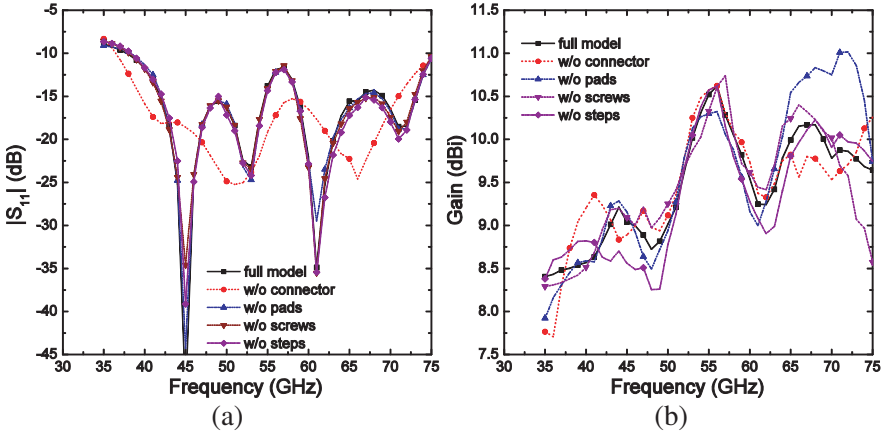 -5
-10
-15
-20
-25
-30
-35
-40
-45
|S11| (dB)
full model
w/o connector
w/o pads
w/o screws
w/o steps
30 35 40 45 50 55 60 65 70 75
Frequency (GHz)
(a)
11.5
11.0
10.5
10.0
9.5
9.0
8.5
8.0
7.5
Gain (dBi)
full model
w/o connector
w/o pads
w/o screws
w/o steps
30 35 40 45 50 55 60 65 70 75
Frequency (GHz)
(b)